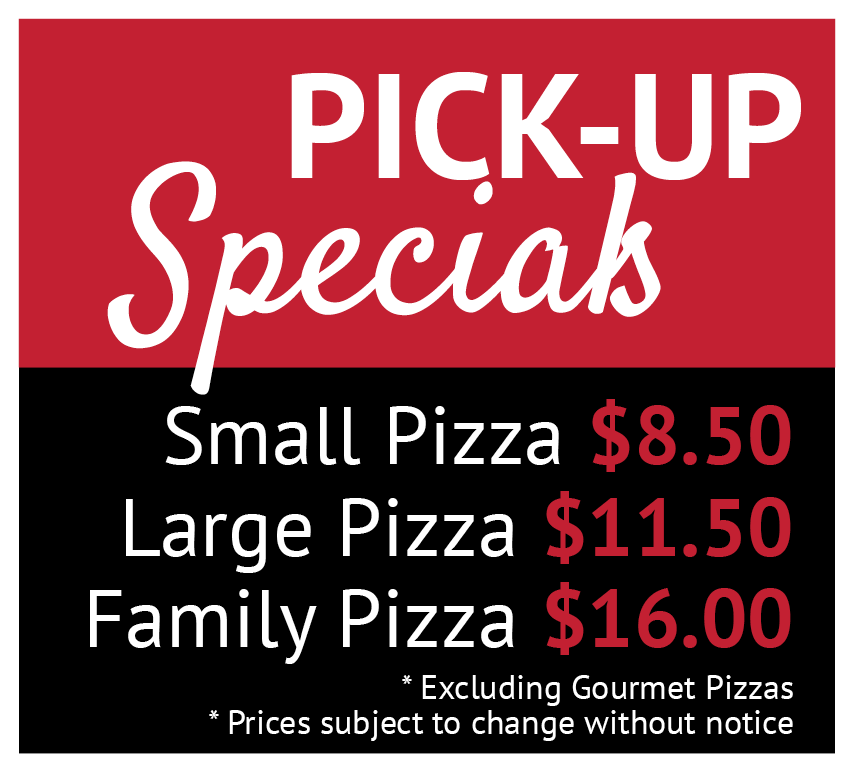 PICK-UP
Specials
Small Pizza $8.50
Large Pizza $11.50
Family Pizza $16.00
* Excluding Gourmet Pizzas
* Prices subject to change without notice